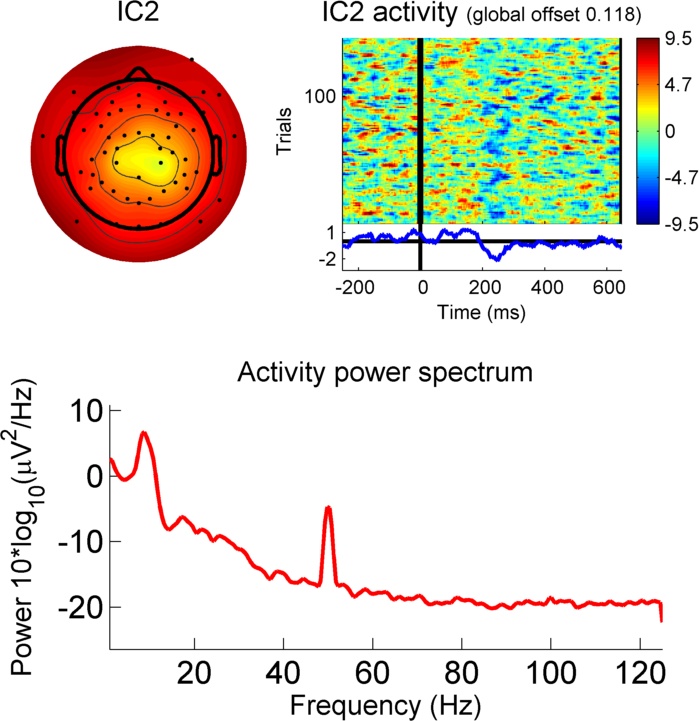 IC2
IC2 activity (global offset 0.118)
Trials
100
9.5
4.7
0
-4.7
-9.5
1
-2
-200 0 200 400 600
Time (ms)
Activity power spectrum
Power 10*log10(μV2/Hz)
10
0
-10
-20
20 40 60 80 100 120
Frequency (Hz)